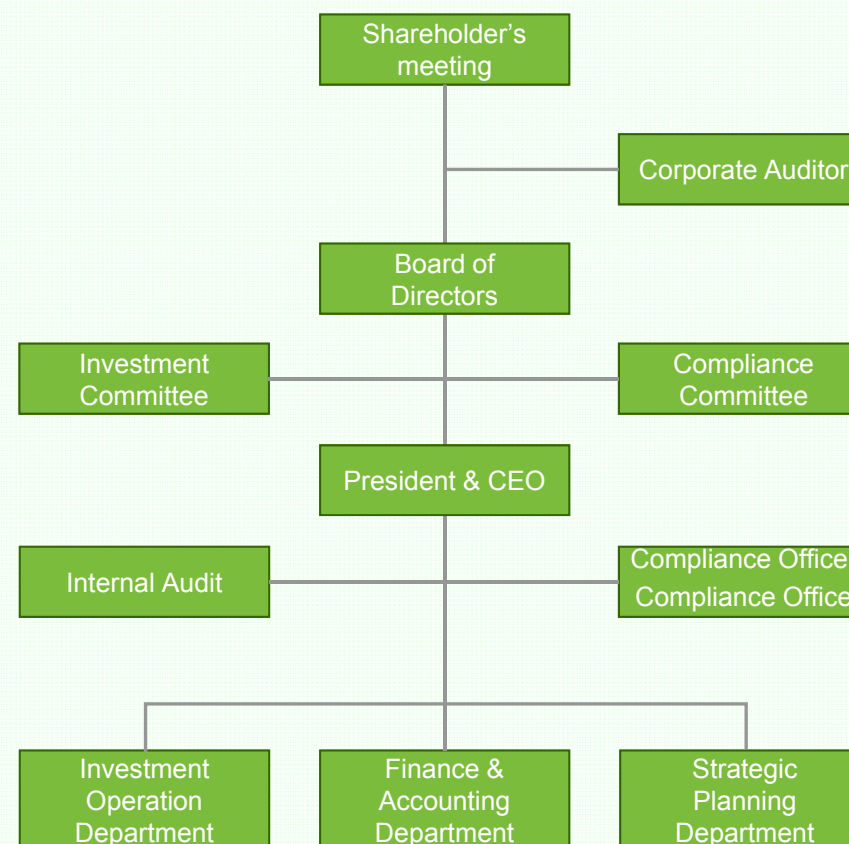 Shareholder's
meeting
Corporate Auditor
Board of
Directors
Investment
Committee
Compliance
Committee
President & CEO
Internal Audit
Compliance Office
Compliance Office
Investment
Operation
Department
Finance &
Accounting
Department
Strategic
Planning
Department